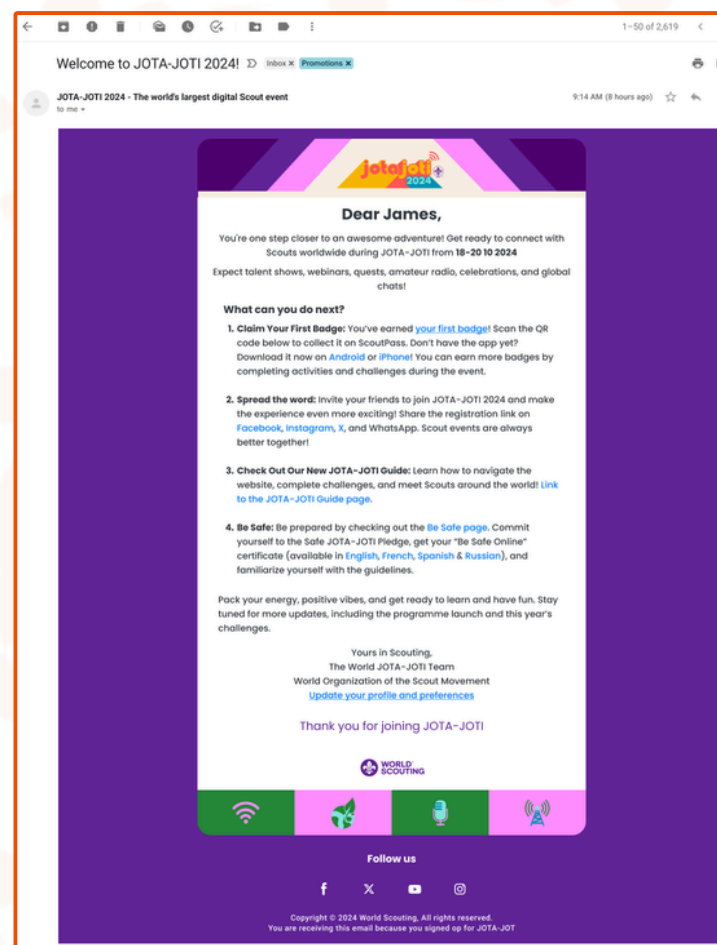 1–50 of 2,619
Welcome to JOTA-JOTI 2024!
Inbox x
Promotions x
JOTA-JOTI 2024 - The world's largest digital Scout event
9:14 AM (8 hours ago)
to me
jotajoti
2024
Dear James,
You're one step closer to an awesome adventure! Get ready to connect with
Scouts worldwide during JOTA-JOTI from 18-20 10 2024
Expect talent shows, webinars, quests, amateur radio, celebrations, and global
chats!
What can you do next?
1. Claim Your First Badge: You've earned your first badge! Scan the QR
code below to collect it on ScoutPass. Don't have the app yet?
Download it now on Android or iPhone! You can earn more badges by
completing activities and challenges during the event.
2. Spread the word: Invite your friends to join JOTA-JOTI 2024 and make
the experience even more exciting! Share the registration link on
Facebook, Instagram, X, and WhatsApp. Scout events are always
better together!
3. Check Out Our New JOTA-JOTI Guide: Learn how to navigate the
website, complete challenges, and meet Scouts around the world! Link
to the JOTA-JOTI Guide page.
4. Be Safe: Be prepared by checking out the Be Safe page. Commit
yourself to the Safe JOTA-JOTI Pledge, get your "Be Safe Online"
certificate (available in English, French, Spanish & Russian), and
familiarize yourself with the guidelines.
Pack your energy, positive vibes, and get ready to learn and have fun. Stay
tuned for more updates, including the programme launch and this year's
challenges.
Yours in Scouting,
The World JOTA-JOTI Team
World Organization of the Scout Movement
Update your profile and preferences
Thank you for joining JOTA-JOTI
WORLD
SCOUTING
Follow us
Copyright © 2024 World Scouting, All rights reserved.
You are receiving this email because you signed op for JOTA-JOT